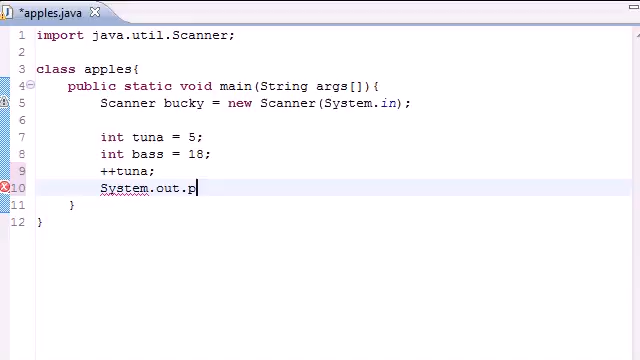 *apples.java
1 import java.util.Scanner;
2
3 class apples{
4 public static void main(String args[]){
5 Scanner bucky = new Scanner(System.in);
6
7 int tuna = 5;
8 int bass = 18;
9 ++tuna;
10 System.out.p
11 }
12 }